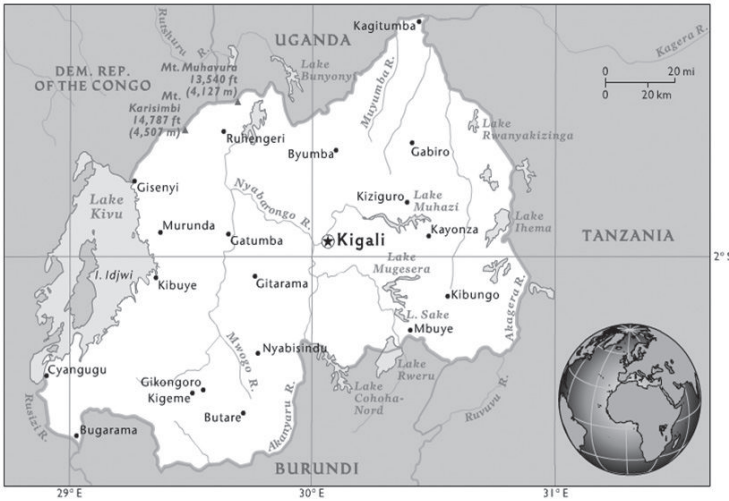 Kagitumba
UGANDA
Rutshuru R.
Kagera R.
DEM. REP.
OF THE CONGO
Mt. Muhavura
13,540 ft
(4,127 m)
Lake
Bunyony
0 20 mi
0 20 km
Mt.
Karisimbi
14,787 ft
(4,507 m)
Muyumba R.
Lake
Rwanyakizinga
Ruhengeri
Byumba
Gabiro
Gisenyi
Nyabarongo R.
Kiziguro
Lake
Muhazi
Lake
Kivu
Lake
Ihema
Murunda
Gatumba
Kigali
Kayonza
TANZANIA
2° S
Lake
Mugesera
I. Idjwi
Kibuye
Gitarama
Kibungo
Akagera R.
L. Sake
Mbuye
Mwogo R.
Nyabisindu
Cyangugu
Lake
Rweru
Gikongoro
Kigeme
Lake
Cohoha-
Nord
Ruvuvu R.
Rusizi R.
Butare
Akanyaru R.
Bugarama
BURUNDI
29° E
30° E
31° E